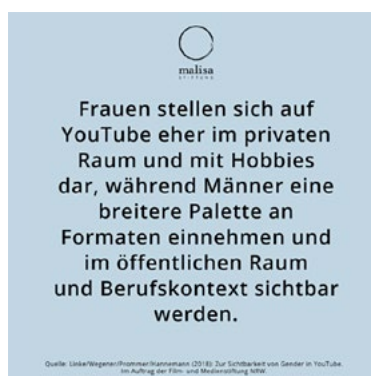 malisa
STIFTUNG
Frauen stellen sich auf
YouTube eher im privaten
Raum und mit Hobbies
dar, während Männer eine
breitere Palette an
Formaten einnehmen und
im öffentlichen Raum
und Berufskontext sichtbar
werden.
Quelle: Linke/Wegener/Prommer/Hannemann (2018): Zur Sichtbarkeit von Gender in YouTube.
Im Auftrag der Film- und Medienstiftung NRW.